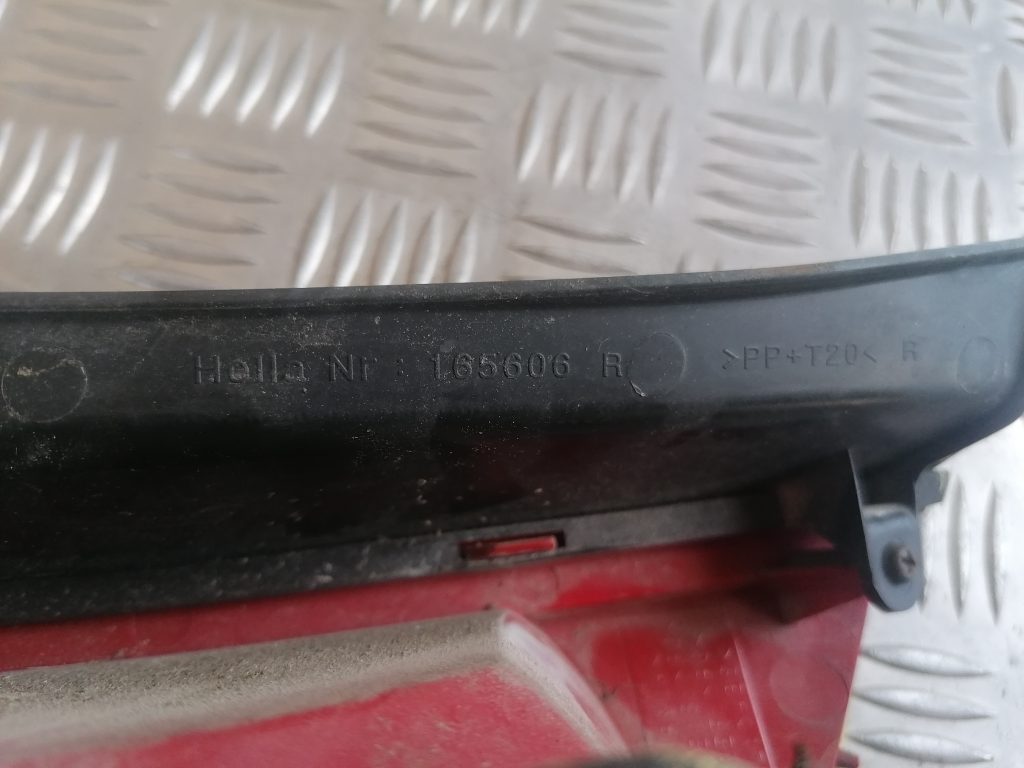 Hella Nr : 165606 R
>PP+T20< R